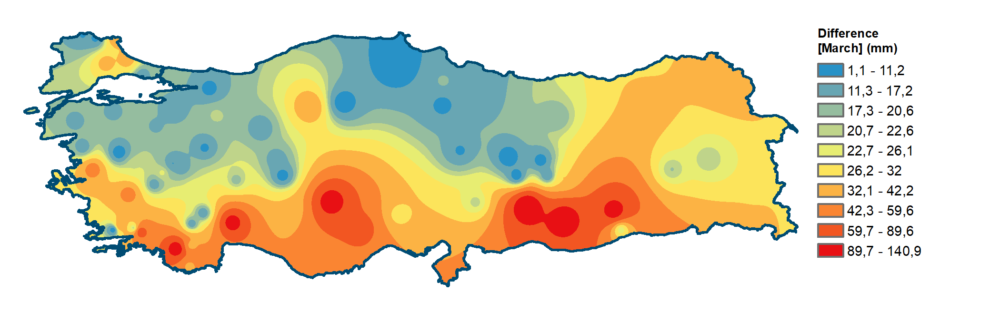 Difference
[March] (mm)
1,1 - 11,2
11,3 - 17,2
17,3 - 20,6
20,7 - 22,6
22,7 - 26,1
26,2 - 32
32,1 - 42,2
42,3 - 59,6
59,7 - 89,6
89,7 - 140,9